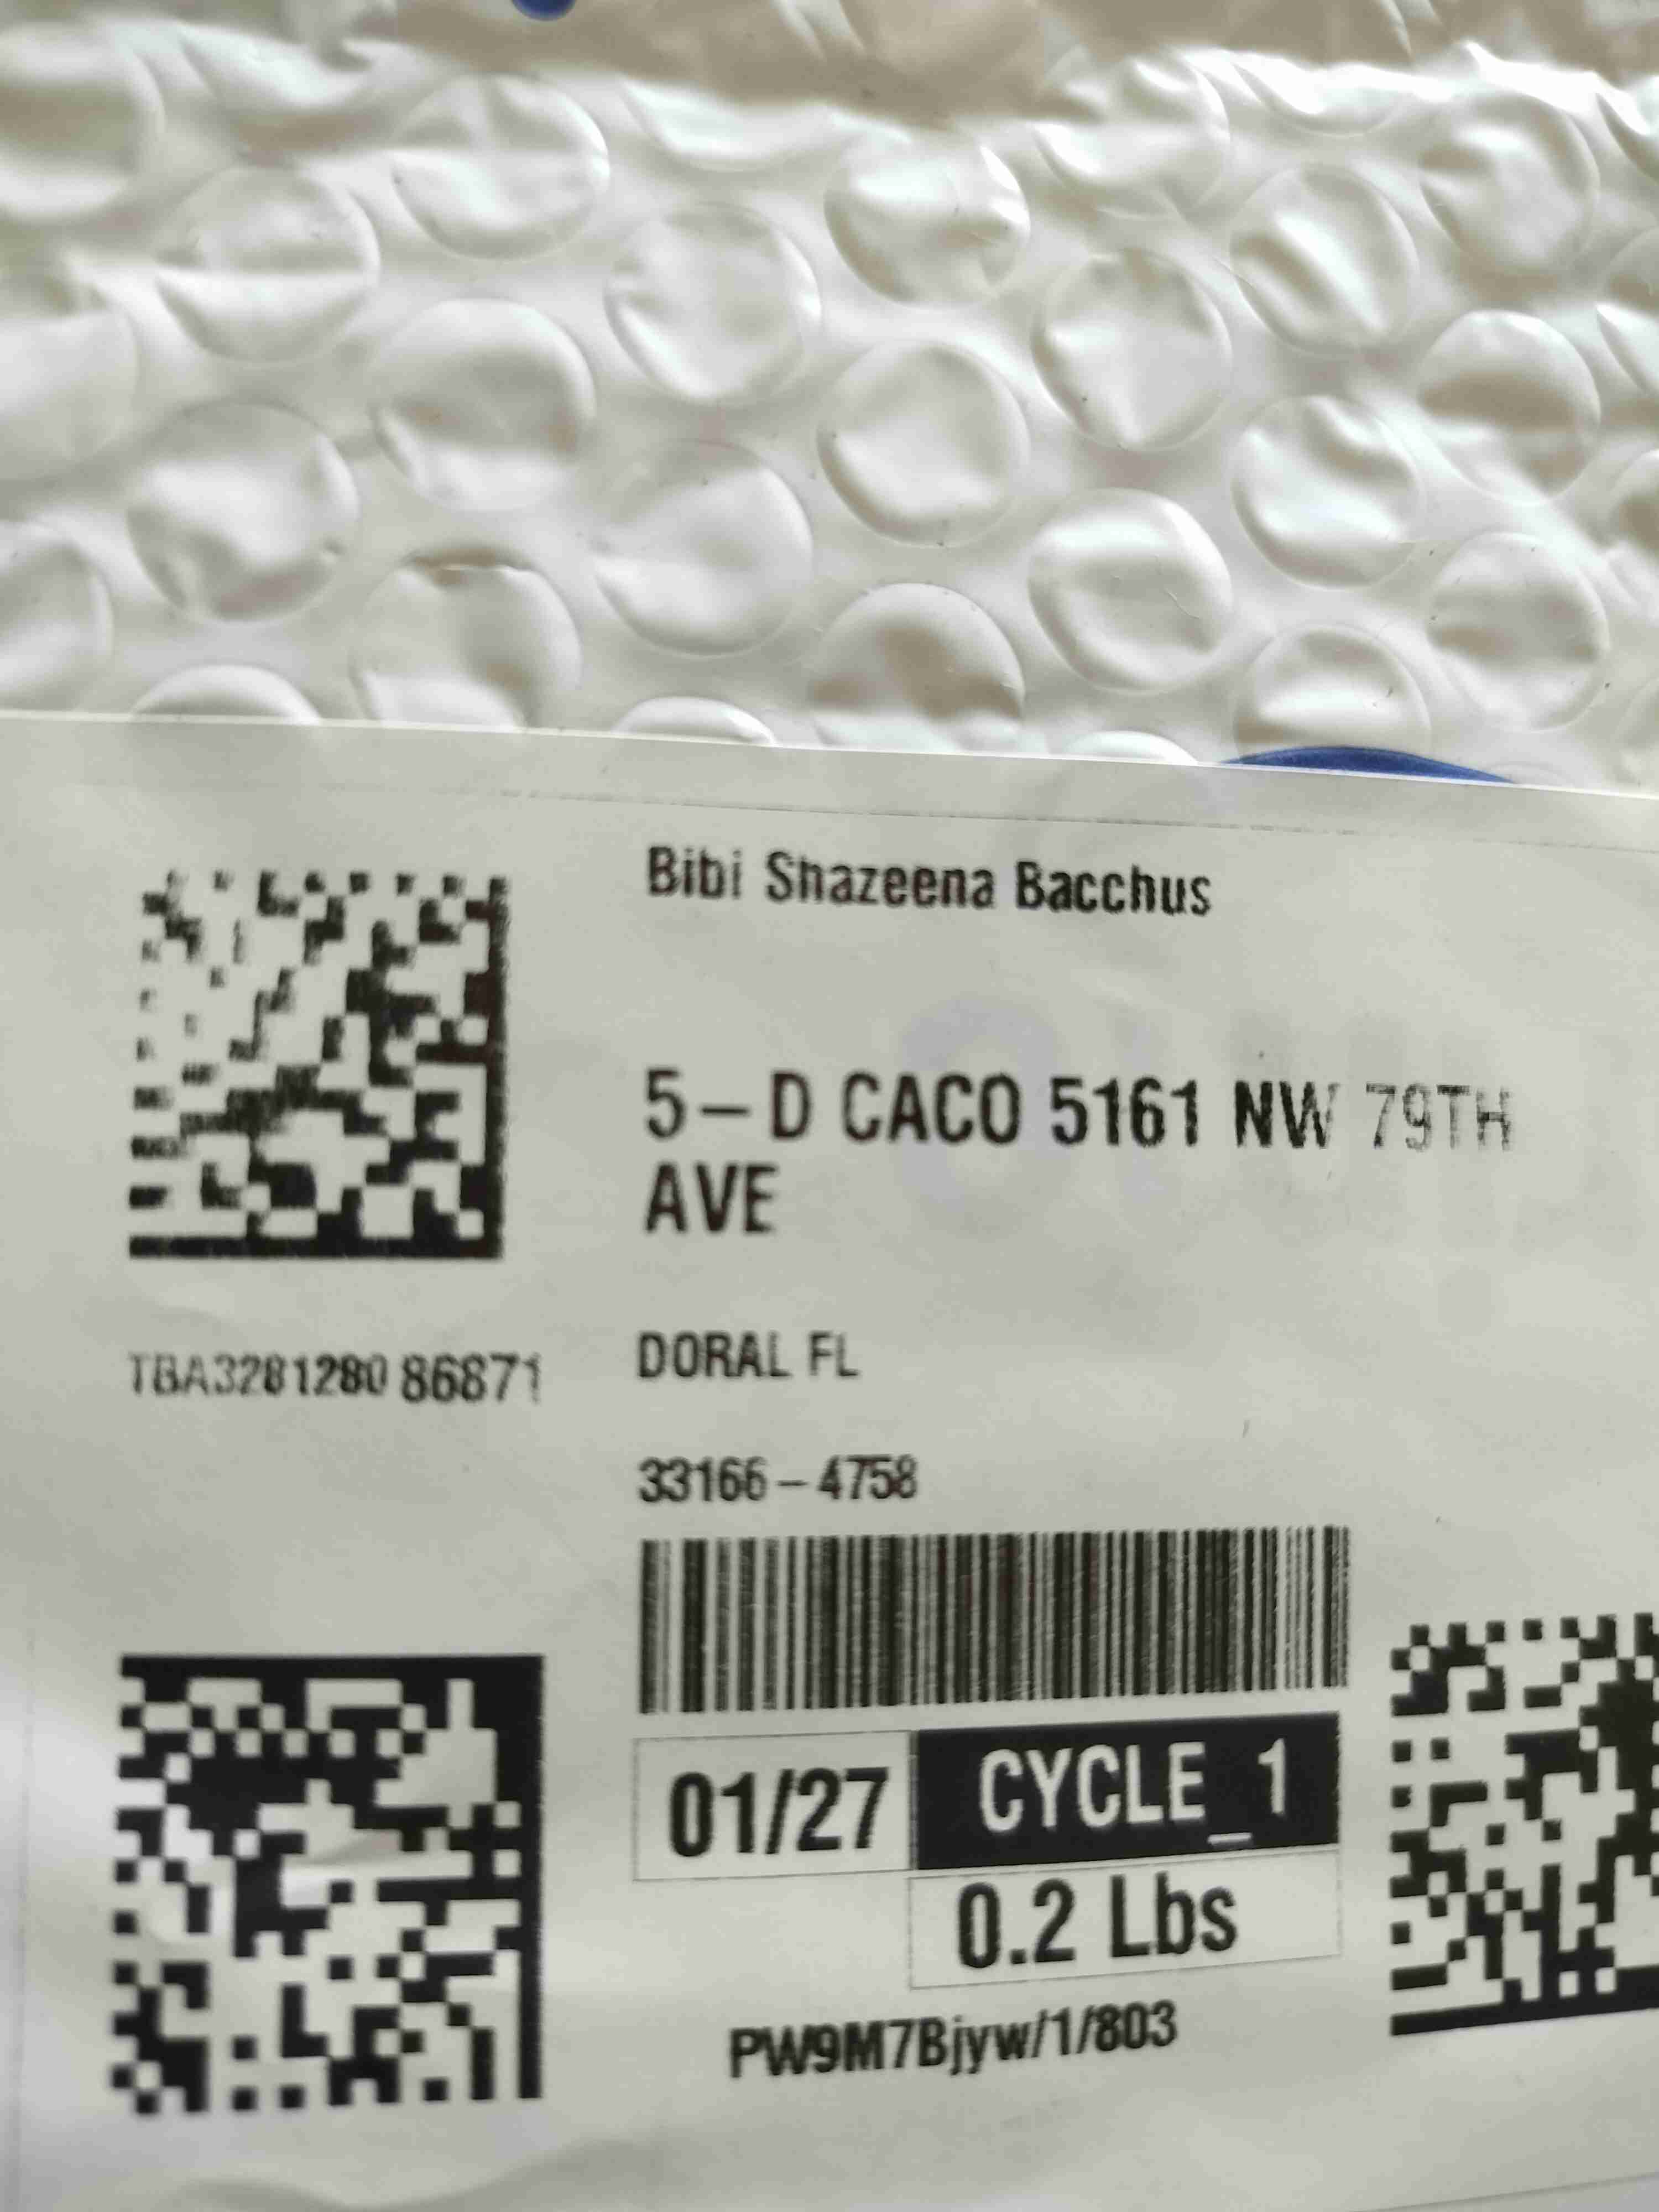 Bibi Shazeena Bacchus
5-D CACO 5161 NW 79TH
AVE
TBA328128086871
DORAL FL
33166-4758
01/27 CYCLE_1
0.2 Lbs
PW9M7Bjyw/1/803